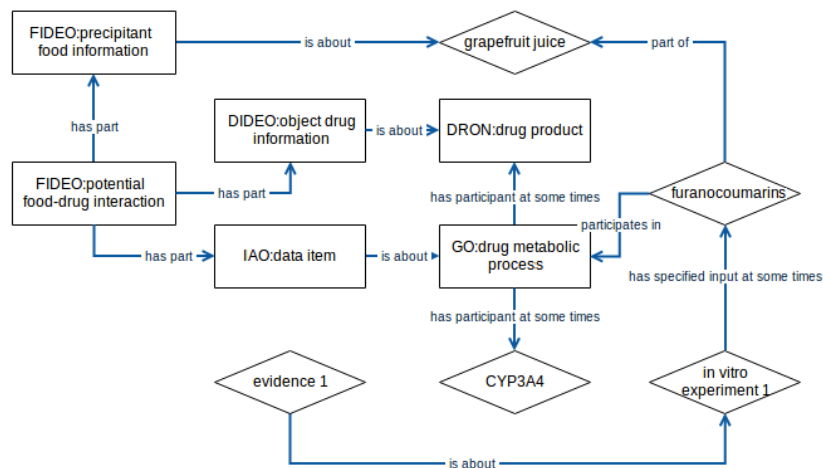 FIDEO:precipitant
food information
is about
grapefruit juice
part of
has part
DIDEO:object drug
information
is about
DRON:drug product
FIDEO:potential
food-drug interaction
has part
has participant at some times
furanocoumarins
participates in
has part
IAO:data item
is about
GO:drug metabolic
process
has specified input at some times
has participant at some times
evidence 1
CYP3A4
in vitro
experiment 1
is about